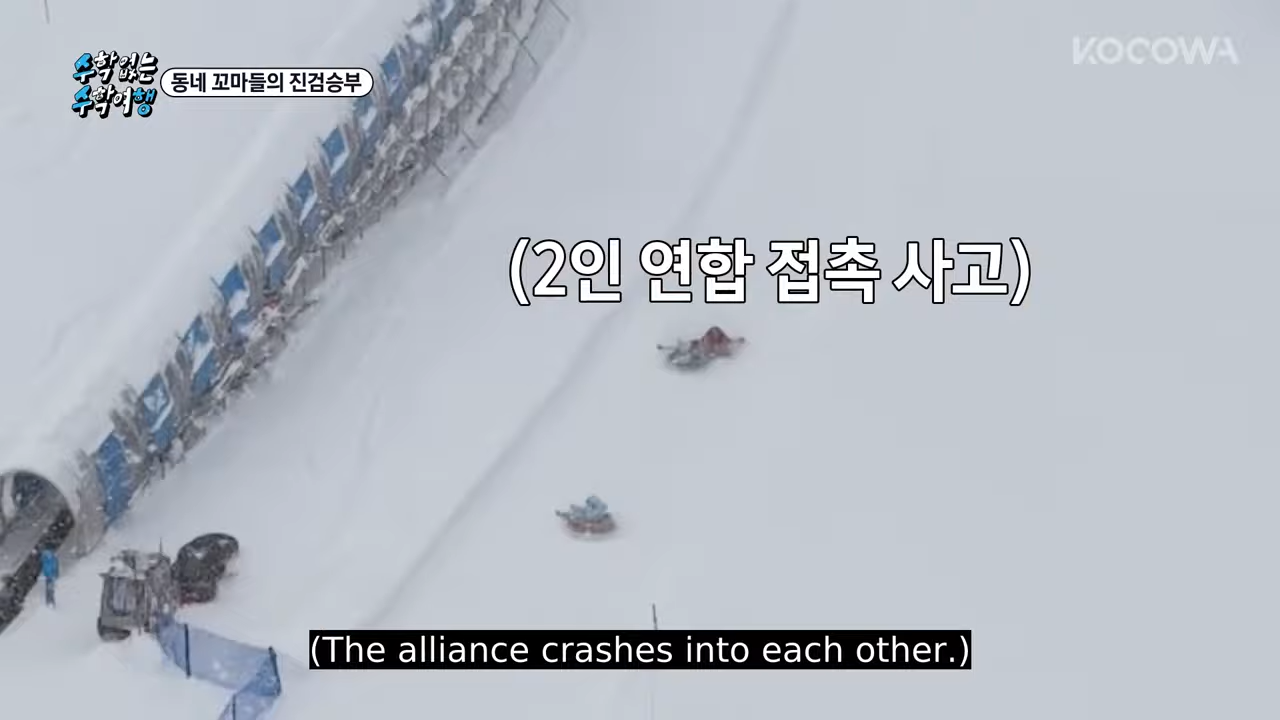 수학 없는
수학여행
동네 꼬마들의 진검승부
KOCOWA
(2인 연합 접촉 사고)
(The alliance crashes into each other.)